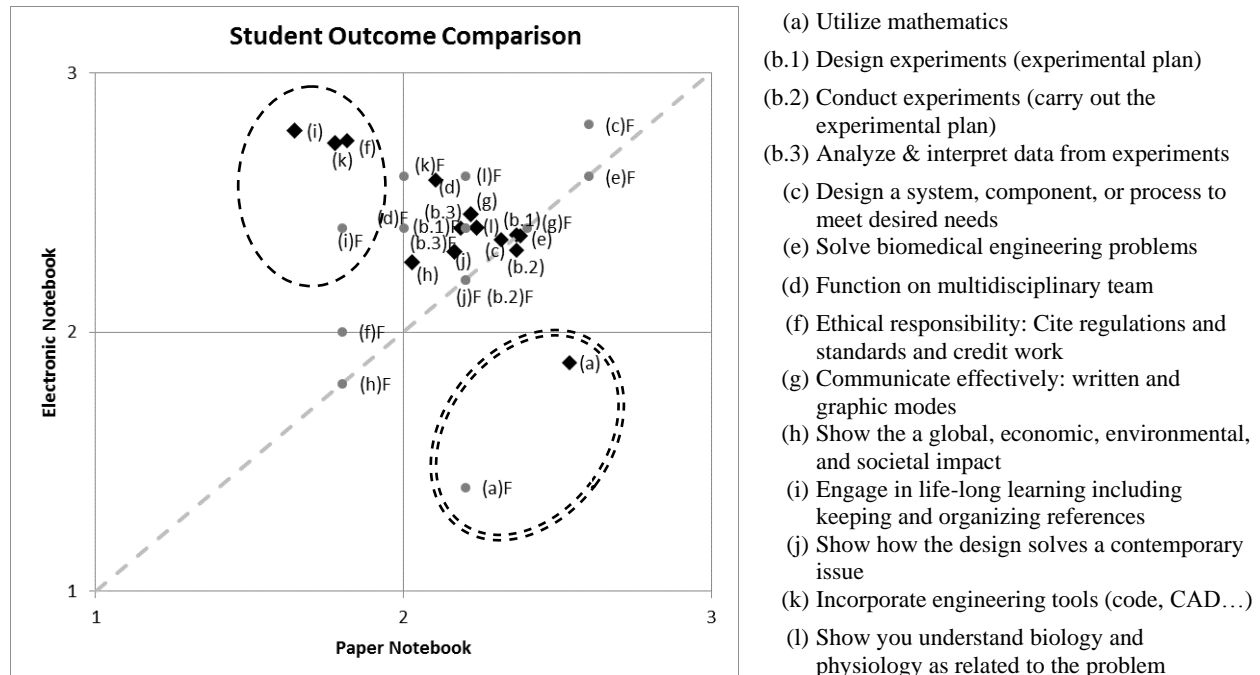 Student Outcome Comparison
3
(i)
(k)
(f)
(c)F
(k)F
(d)
(l)F
(e)F
(g)
(b.3)
(d)F
(b.1)F
(l)
(b.1)
(g)F
(i)F
(b.3)F
(j)
(c)
(e)
(h)
(b.2)
(j)F (b.2)F
2
(f)F
(a)
(h)F
(a)F
1
1
2
3
Electronic Notebook
Paper Notebook
(a) Utilize mathematics
(b.1) Design experiments (experimental plan)
(b.2) Conduct experiments (carry out the
experimental plan)
(b.3) Analyze & interpret data from experiments
(c) Design a system, component, or process to
meet desired needs
(e) Solve biomedical engineering problems
(d) Function on multidisciplinary team
(f) Ethical responsibility: Cite regulations and
standards and credit work
(g) Communicate effectively: written and
graphic modes
(h) Show the a global, economic, environmental,
and societal impact
(i) Engage in life-long learning including
keeping and organizing references
(j) Show how the design solves a contemporary
issue
(k) Incorporate engineering tools (code, CAD…)
(l) Show you understand biology and
physiology as related to the problem